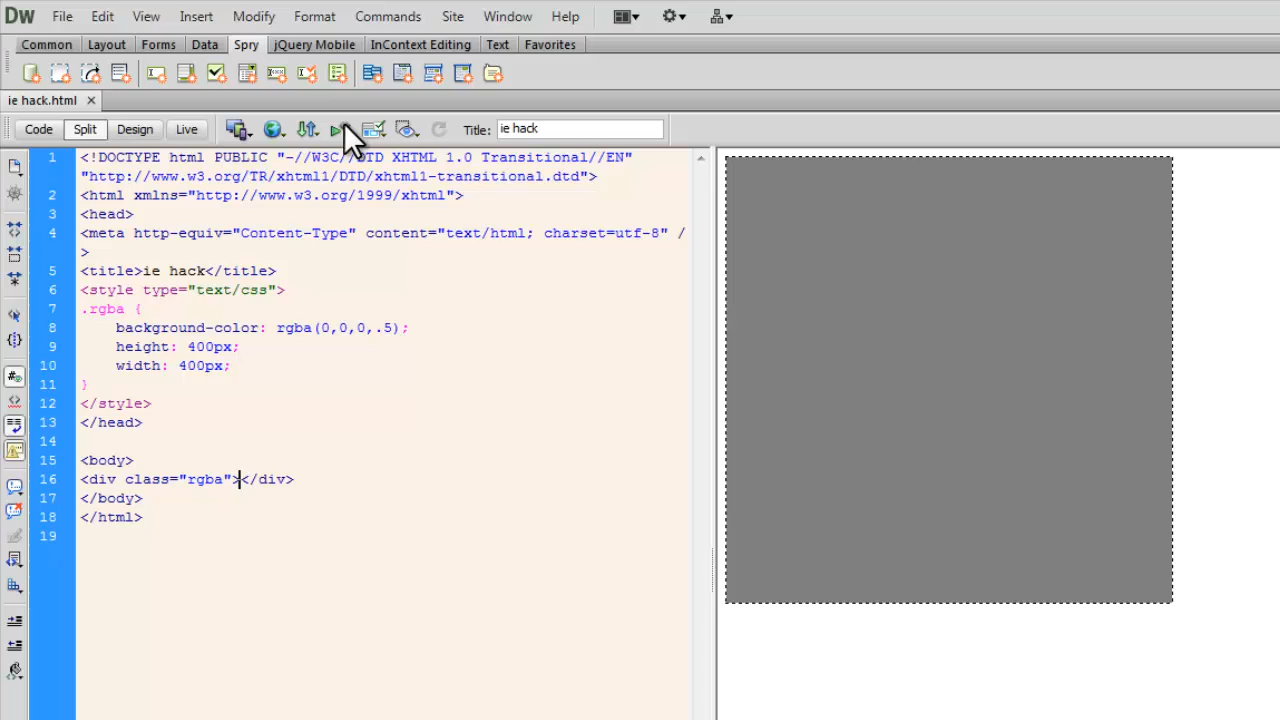 Dw File Edit View Insert Modify Format Commands Site Window Help
Common Layout Forms Data Spry jQuery Mobile InContext Editing Text Favorites
ie hack.html
Code Split Design Live Title: ie hack
1 <!DOCTYPE html PUBLIC "-//W3C//DTD XHTML 1.0 Transitional//EN"
"http://www.w3.org/TR/xhtml1/DTD/xhtml1-transitional.dtd">
2 <html xmlns="http://www.w3.org/1999/xhtml">
3 <head>
4 <meta http-equiv="Content-Type" content="text/html; charset=utf-8" /
>
5 <title>ie hack</title>
6 <style type="text/css">
7 .rgba {
8 background-color: rgba(0,0,0,.5);
9 height: 400px;
10 width: 400px;
11 }
12 </style>
13 </head>
14
15 <body>
16 <div class="rgba"></div>
17 </body>
18 </html>
19